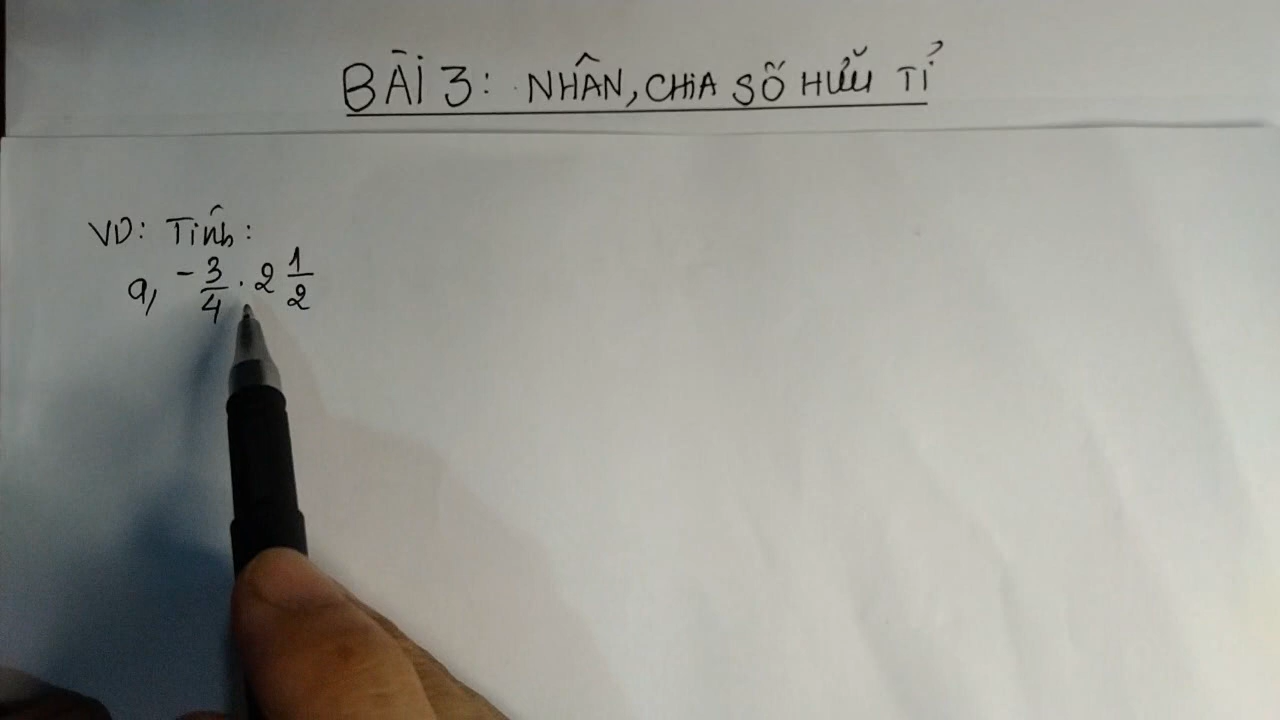 BÀI 3: NHÂN, CHIA SỐ HỮU TỈ
VD: Tính:
a, -3/4 . 2 1/2